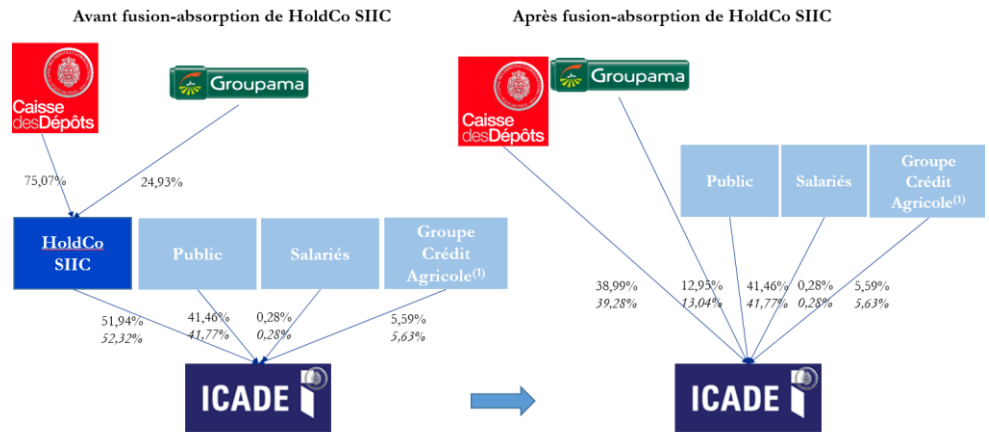 Avant fusion-absorption de HoldCo SIIC
Caisse
desDépôts
Groupama
75,07%
24,93%
HoldCo
SIIC
Public
Salariés
Groupe
Crédit
Agricole(1)
51,94%
52,32%
41,46%
41,77%
0,28%
0,28%
5,59%
5,63%
ICADE
Après fusion-absorption de HoldCo SIIC
Caisse
desDépôts
Groupama
Public
Salariés
Groupe
Crédit
Agricole(1)
38,99%
39,28%
12,95%
13,04%
41,46%
41,77%
0,28%
0,28%
5,59%
5,63%
ICADE